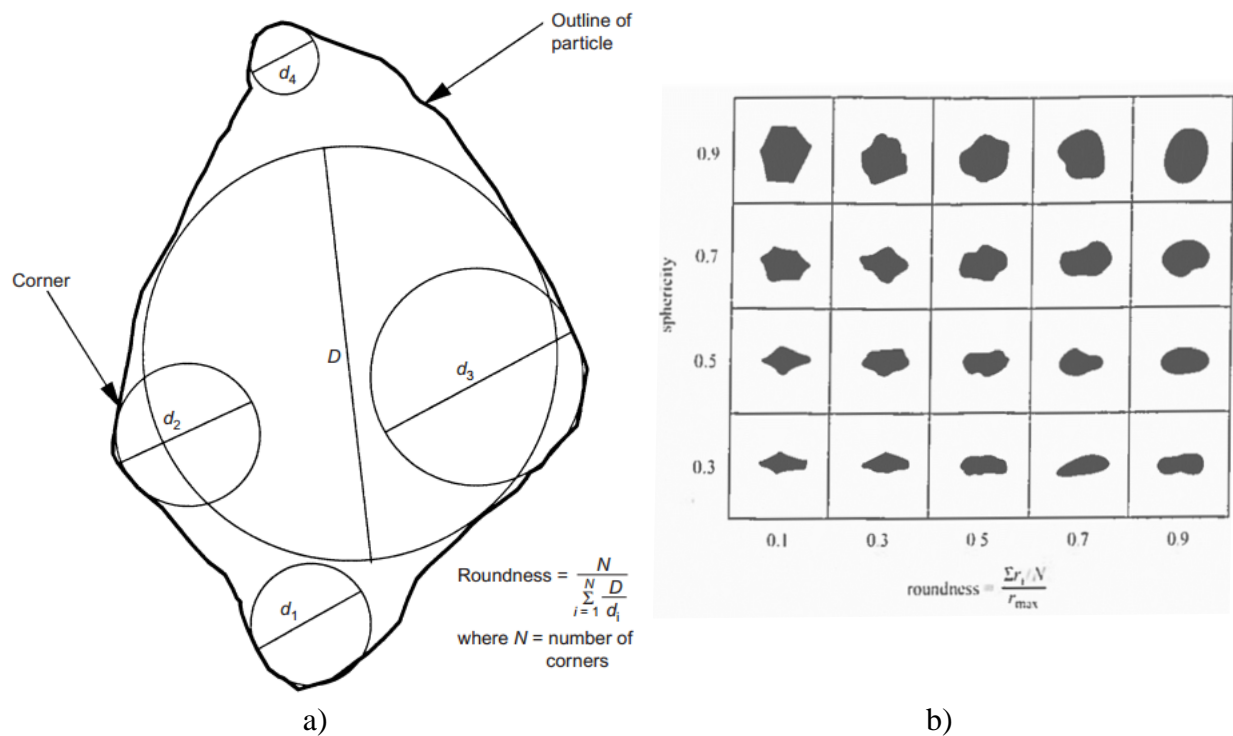 Outline of
particle
d4
Corner
D
d3
d2
d1
Roundness = N / Σ i = 1 N D / di
where N = number of
corners
a)
sphericity
0.9
0.7
0.5
0.3
0.1 0.3 0 5 0.7 0.9
roundness = Σri/N / rmax
b)